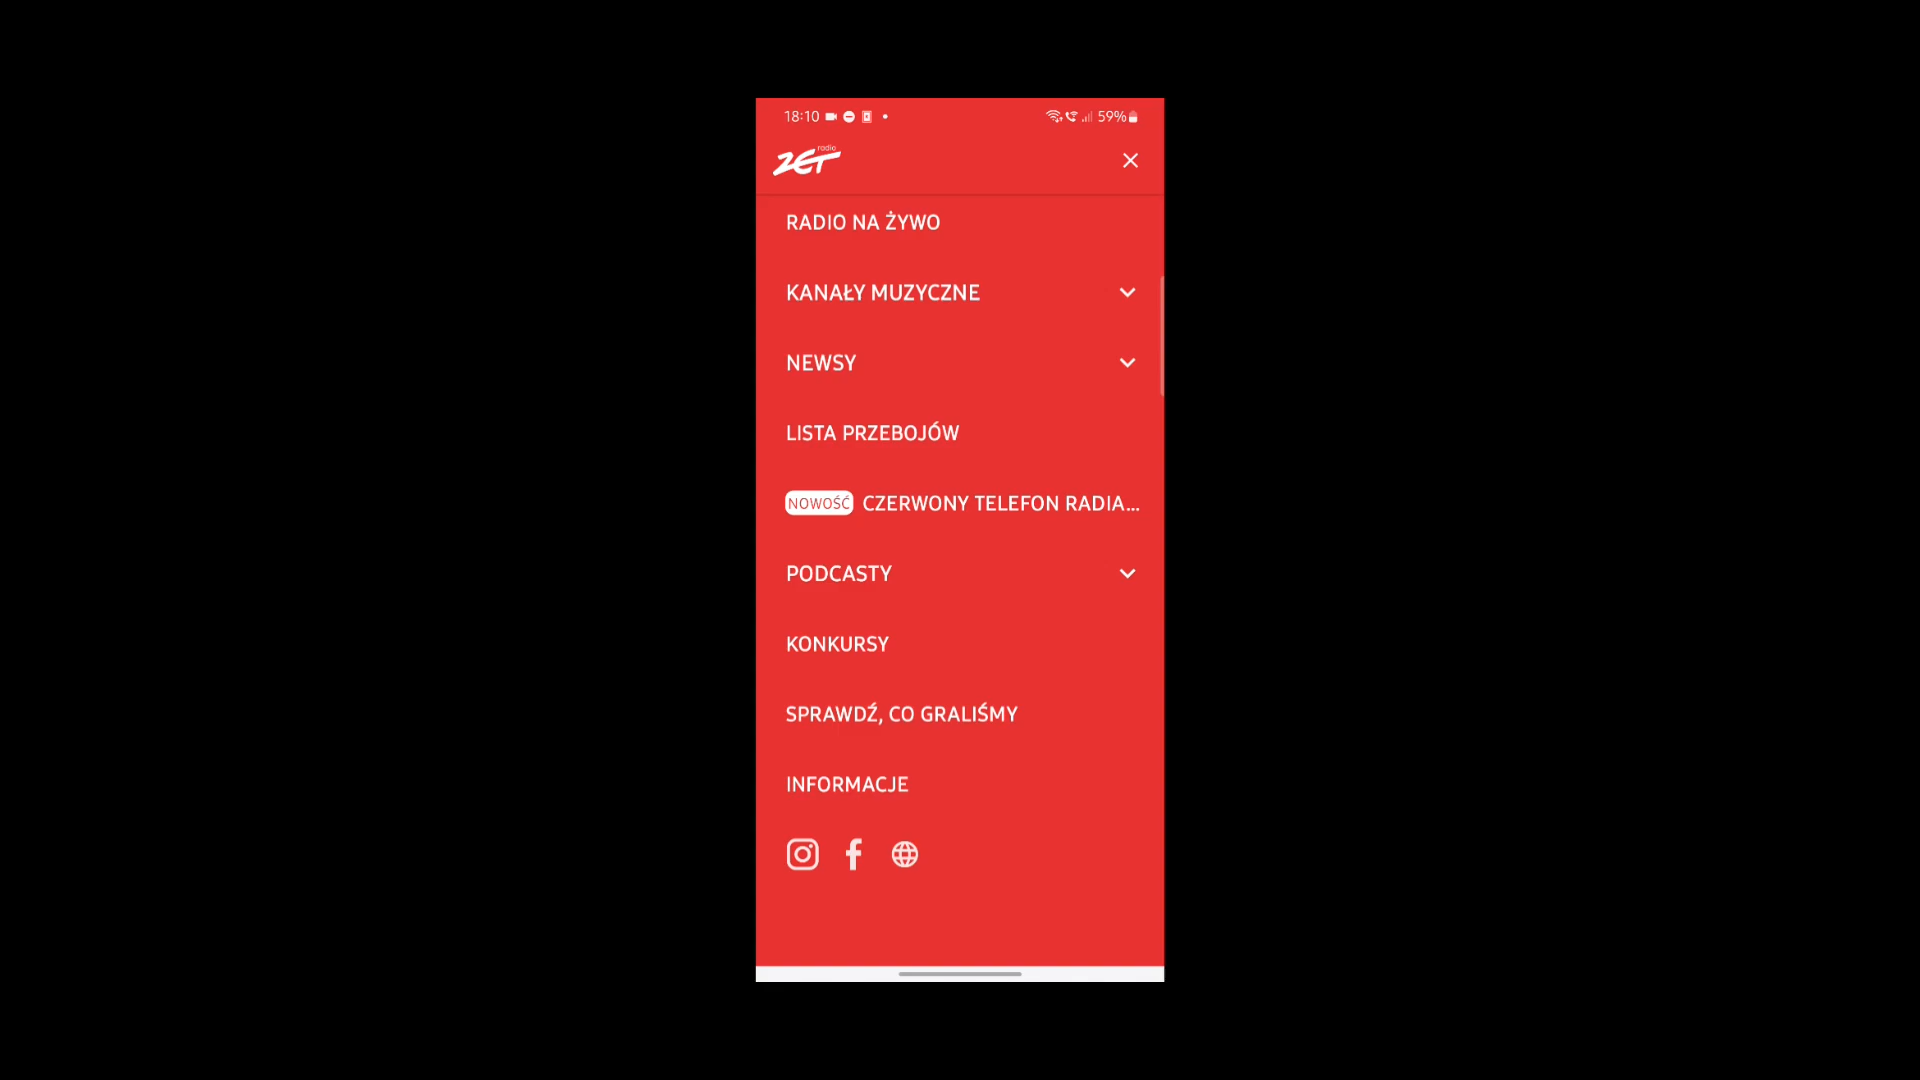 18:10
59%
radio
ZET
RADIO NA ŻYWO
KANAŁY MUZYCZNE
NEWSY
LISTA PRZEBOJÓW
NOWOŚĆ CZERWONY TELEFON RADIA...
PODCASTY
KONKURSY
SPRAWDŹ, CO GRALIŚMY
INFORMACJE